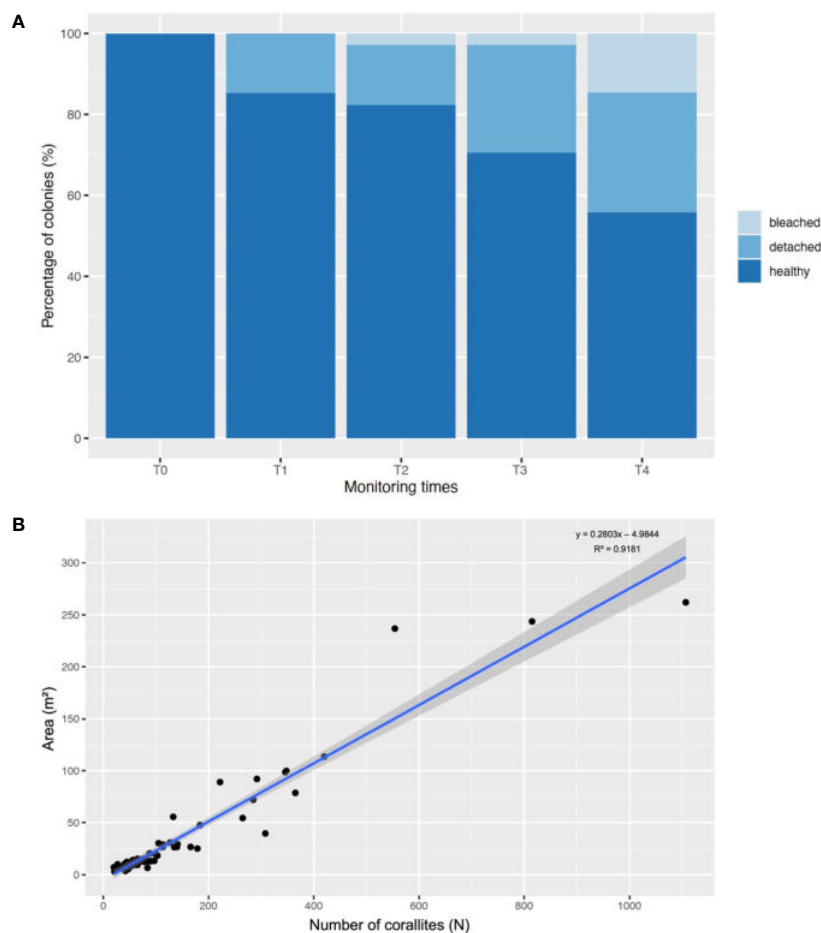 A
100
80
60
40
20
0
Percentage of colonies (%)
T0 T1 T2 T3 T4
Monitoring times
bleached
detached
healthy
B
y = 0.2803x − 4.9844
R² = 0.9181
300
250
200
150
100
50
0
Area (m²)
0 200 400 600 800 1000
Number of corallites (N)